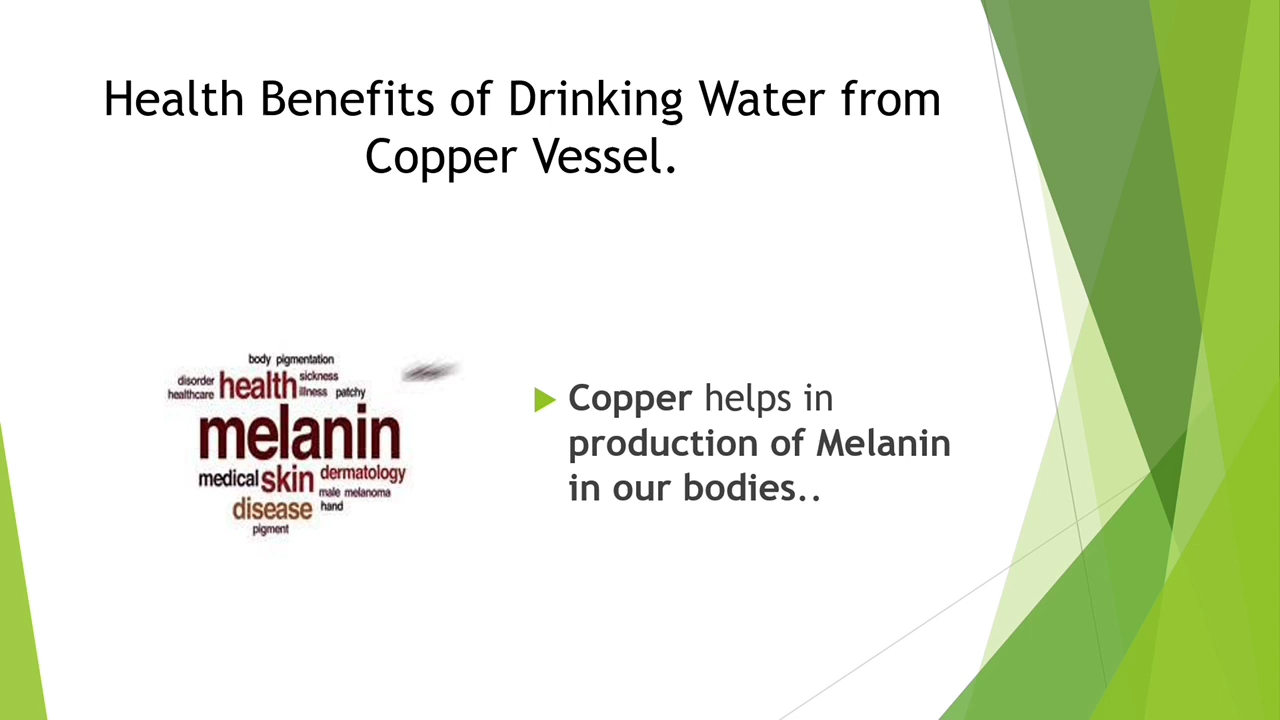 Health Benefits of Drinking Water from
Copper Vessel.
body pigmentation
disorder health sickness
healthcare illness patchy
melanin
medical skin dermatology
male melanoma
disease hand
pigment
Copper helps in
production of Melanin
in our bodies..